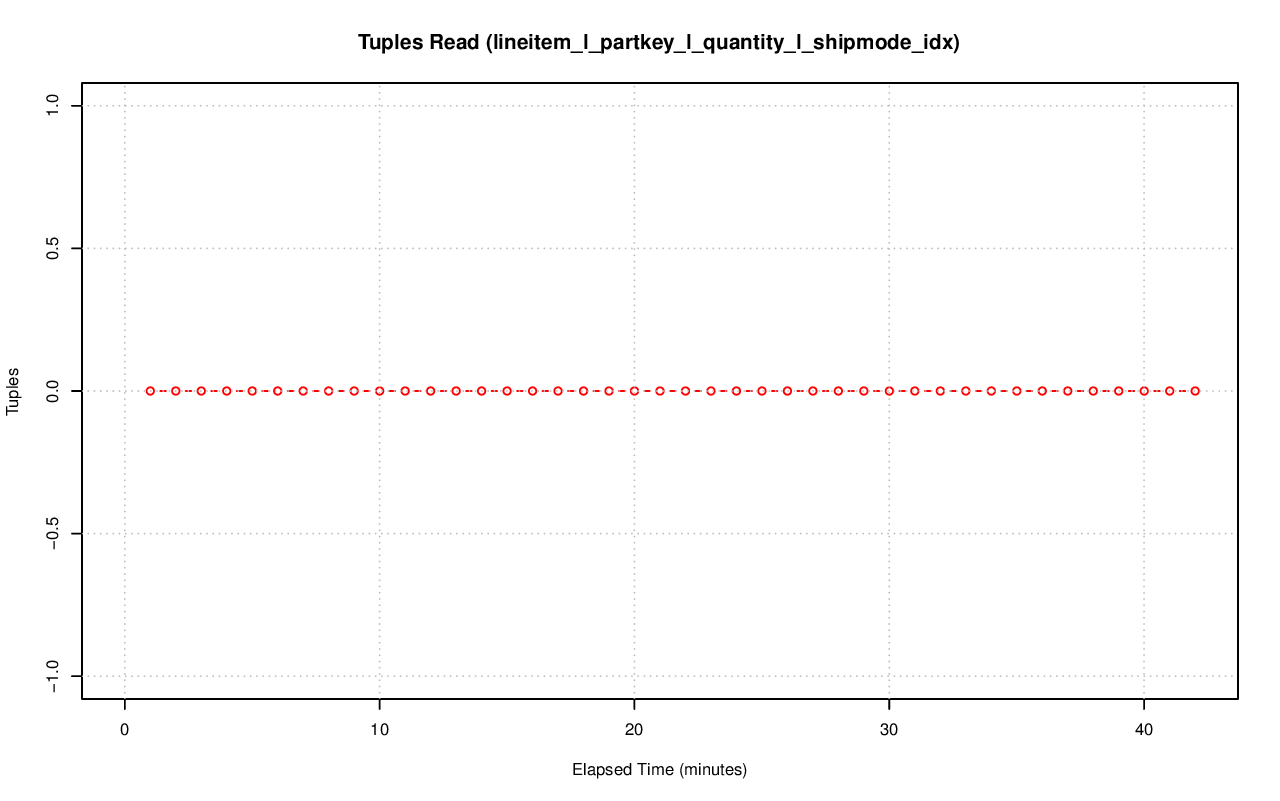 Tuples Read (lineitem_l_partkey_l_quantity_l_shipmode_idx)
1.0
0.5
0.0
−0.5
−1.0
Tuples
0 10 20 30 40
Elapsed Time (minutes)